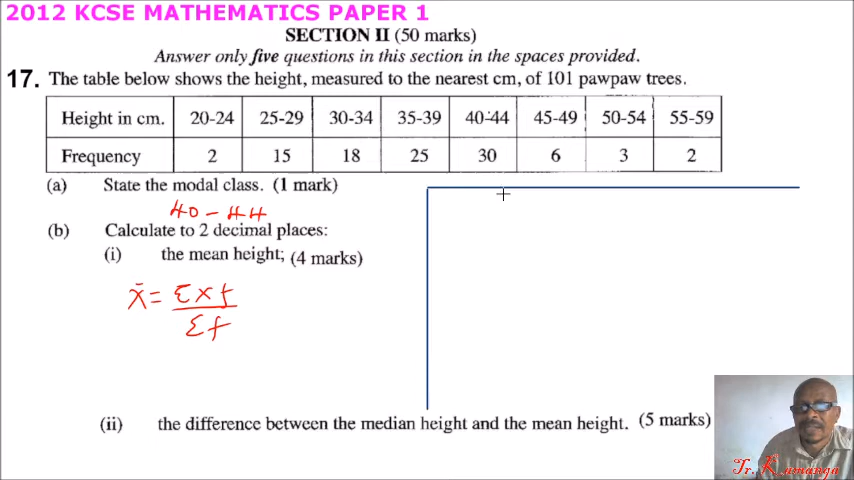 2012 KCSE MATHEMATICS PAPER 1
SECTION II (50 marks)
Answer only five questions in this section in the spaces provided.
17. The table below shows the height, measured to the nearest cm, of 101 pawpaw trees.
Height in cm. 20-24 25-29 30-34 35-39 40-44 45-49 50-54 55-59
Frequency 2 15 18 25 30 6 3 2
(a) State the modal class. (1 mark)
40 - 44
(b) Calculate to 2 decimal places:
(i) the mean height; (4 marks)
x̄ = Σxf
Σf
(ii) the difference between the median height and the mean height. (5 marks)
Tr. Kamanga